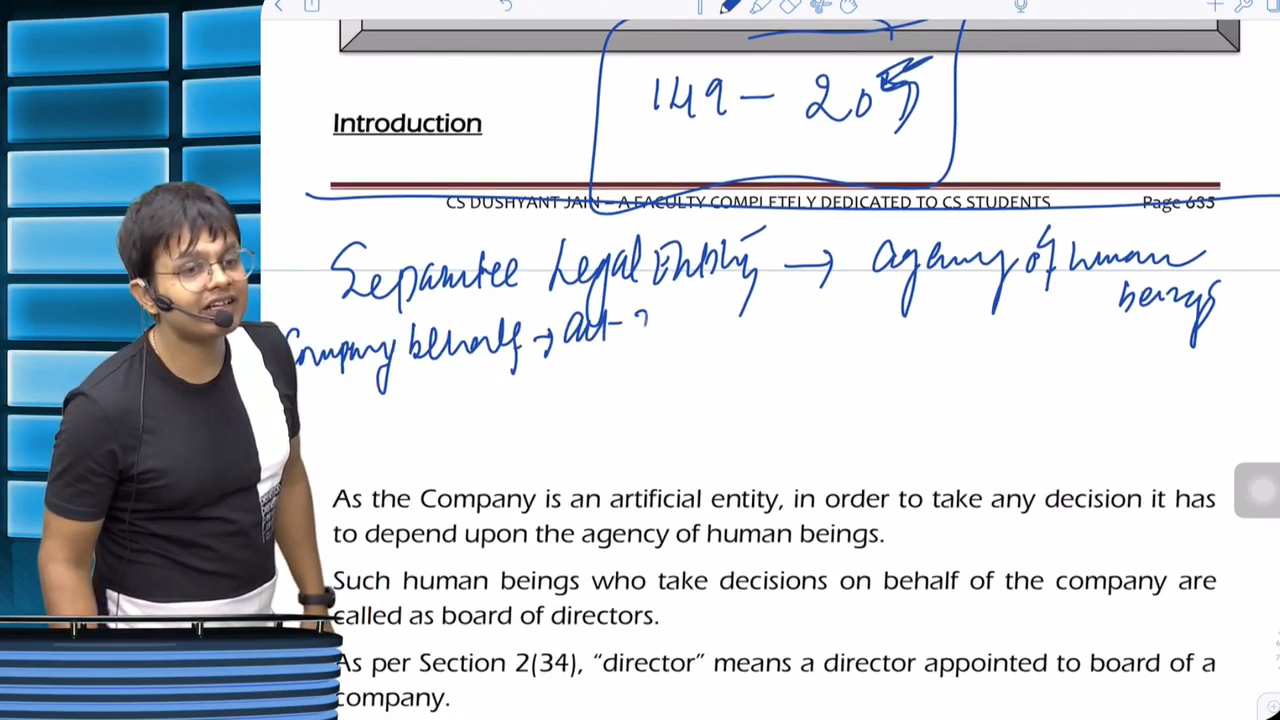 149 - 205
Introduction
CS DUSHYANT JAIN – A FACULTY COMPLETELY DEDICATED TO CS STUDENTS Page 633
Separatee Legal Entity → agency of human
beings
Company behalf → act ?
As the Company is an artificial entity, in order to take any decision it has
to depend upon the agency of human beings.
Such human beings who take decisions on behalf of the company are
called as board of directors.
As per Section 2(34), “director” means a director appointed to board of a
company.